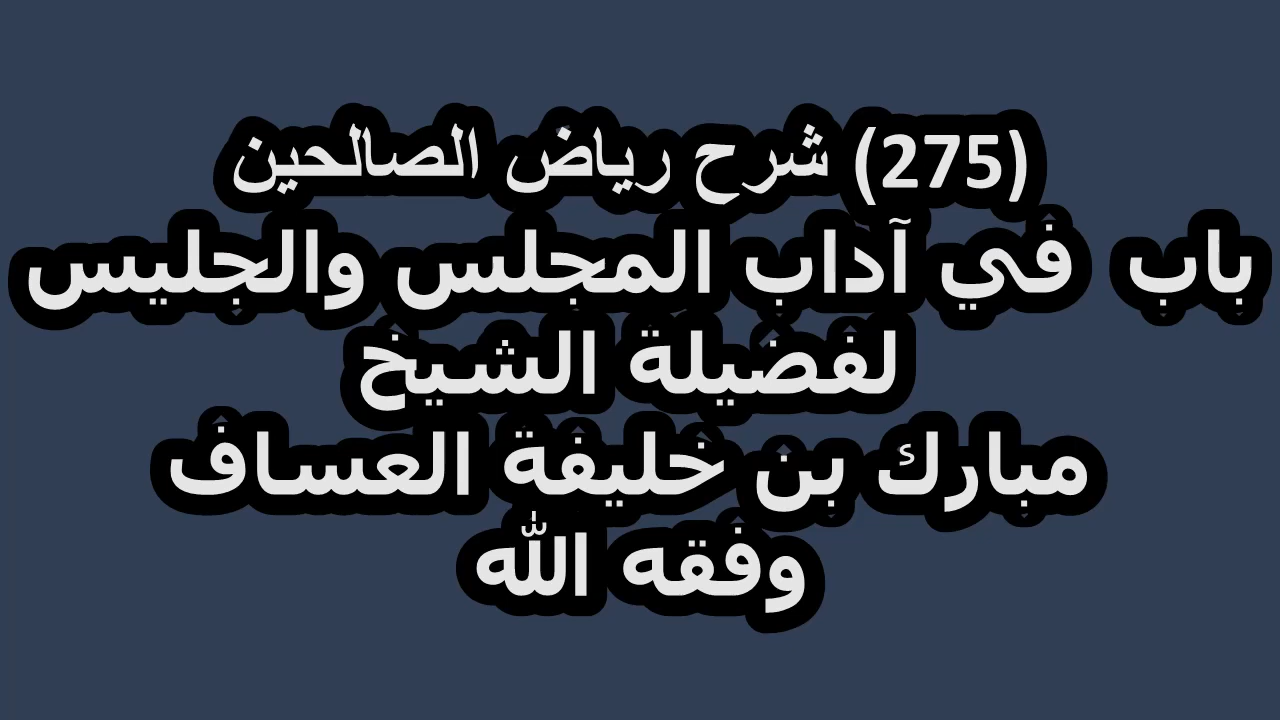 (275) شرح رياض الصالحين
باب في آداب المجلس والجليس
لفضيلة الشيخ
مبارك بن خليفة العساف
وفقه الله